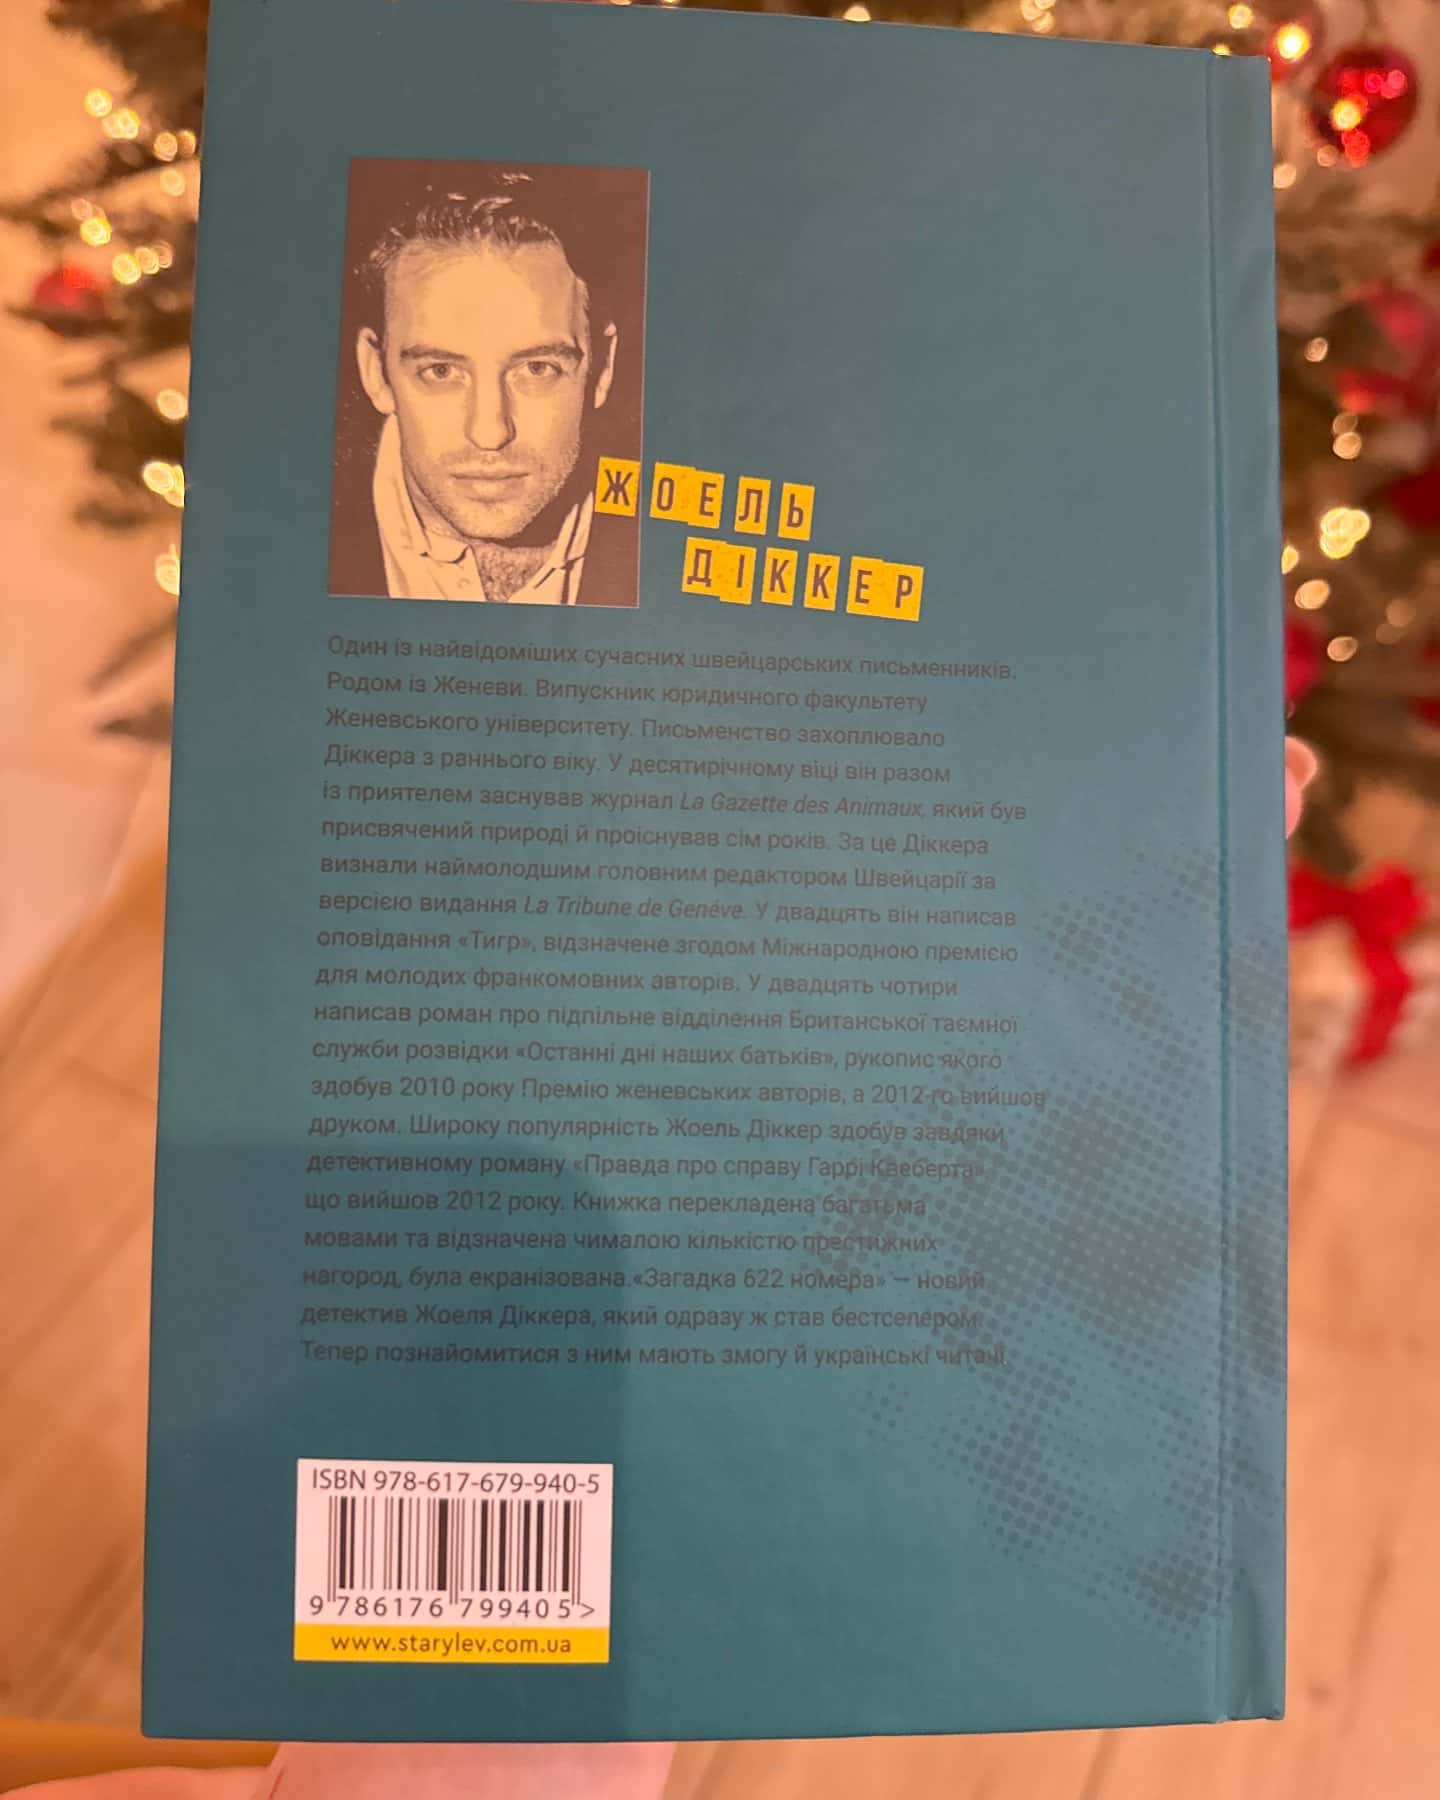 ЖОЕЛЬ
ДІККЕР
Один із найвідоміших сучасних швейцарських письменників.
Родом із Женеви. Випускник юридичного факультету
Женевського університету. Письменство захоплювало
Діккера з раннього віку. У десятирічному віці він разом
із приятелем заснував журнал La Gazette des Animaux, який був
присвячений природі й проіснував сім років. За це Діккера
визнали наймолодшим головним редактором Швейцарії за
версією видання La Tribune de Genéve. У двадцять він написав
оповідання «Тигр», відзначене згодом Міжнародною премією
для молодих франкомовних авторів. У двадцять чотири
написав роман про підпільне відділення Британської таємної
служби розвідки «Останні дні наших батьків», рукопис якого
здобув 2010 року Премію женевських авторів, а 2012-го вийшов
друком. Широку популярність Жоель Діккер здобув завдяки
детективному роману «Правда про справу Гаррі Квеберта»,
що вийшов 2012 року. Книжка перекладена багатьма
мовами та відзначена чималою кількістю престижних
нагород, була екранізована.«Загадка 622 номера» — новий
детектив Жоеля Діккера, який одразу ж став бестселером.
Тепер познайомитися з ним мають змогу й українські читачі.
ISBN 978-617-679-940-5
9 786176 799405 >
www.starylev.com.ua